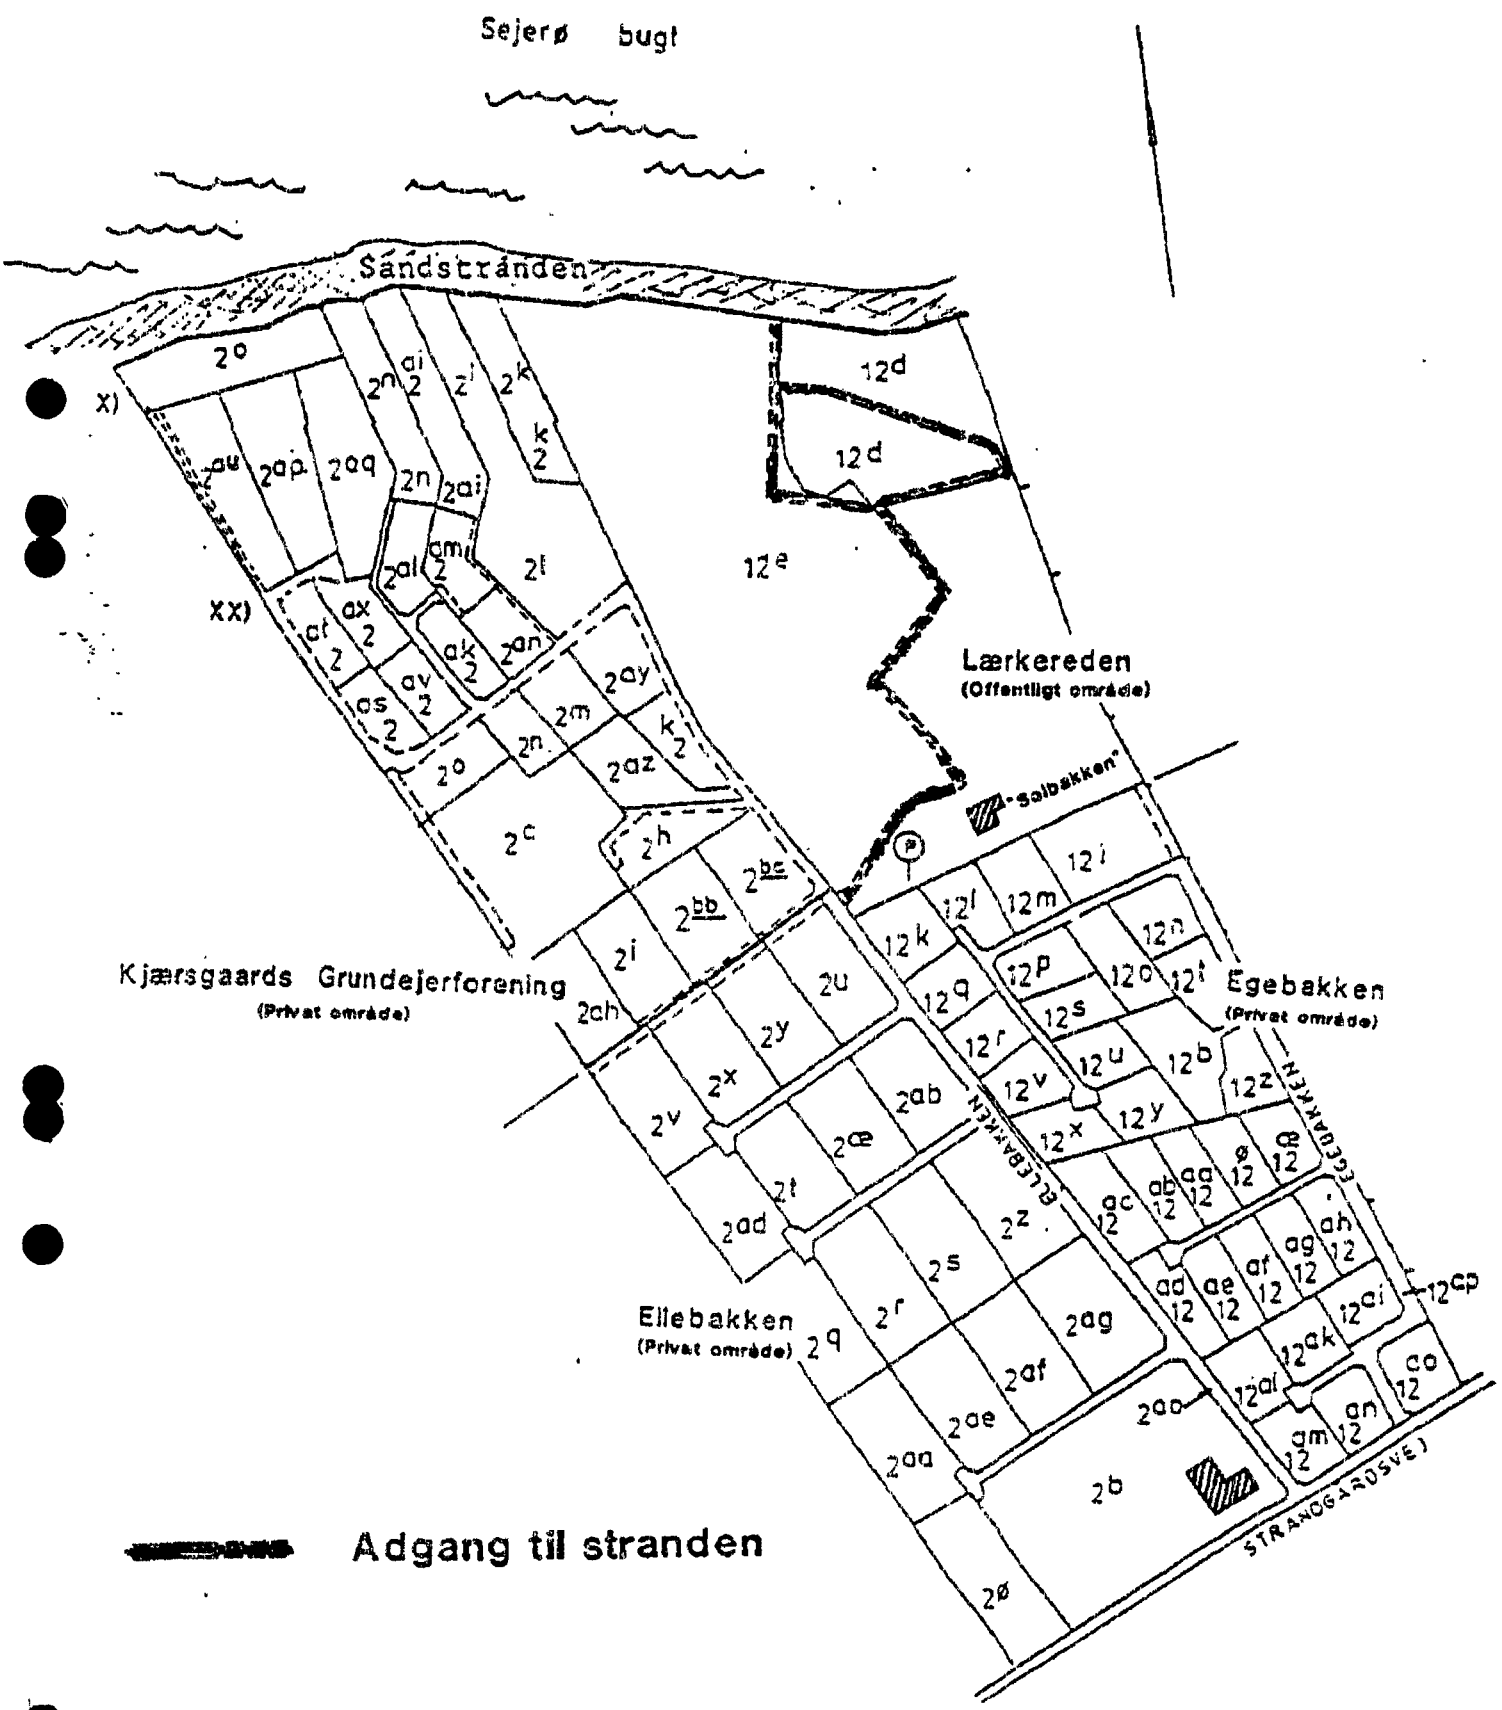 Sejerø bugt
Sandstranden
2o
2n
ai 2
2l
2k
12d
X)
k 2
2au
2ap
2aq
2n
2ai
12d
2al
am 2
2l
12e
XX)
at 2
ax 2
ak 2
2an
as 2
av 2
2ay
2m
k 2
Lærkereden
(Offentligt område)
2o
2n
2az
"Solbakken"
2c
2h
P
2bc
2bb
12i
12l
12m
12k
12n
2i
12p
12o
12t
Kjærsgaards Grundejerforening
(Privat område)
2ah
2u
12q
12s
Egebakken
(Privat område)
2y
12r
12u
12b
2x
12v
12z
2v
2ab
12x
12y
2æ
ELLEBAKKEN
EGEBAKKEN
2t
ac 12
ab 12
aa 12
ø 12
æ 12
2ad
2z
2s
ad 12
ae 12
af 12
ag 12
ah 12
Ellebakken
(Privat område)
2q
2r
2ag
12ai
12ap
12ak
2af
12al
ao 12
2ae
2ao
am 12
an 12
2aa
2b
STRANDGARDSVEJ
Adgang til stranden
2ø